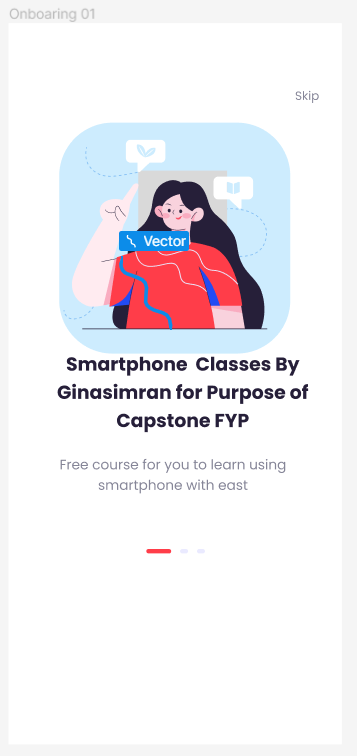 Onboaring 01
Skip
Vector
Smartphone Classes By
Ginasimran for Purpose of
Capstone FYP
Free course for you to learn using
smartphone with east